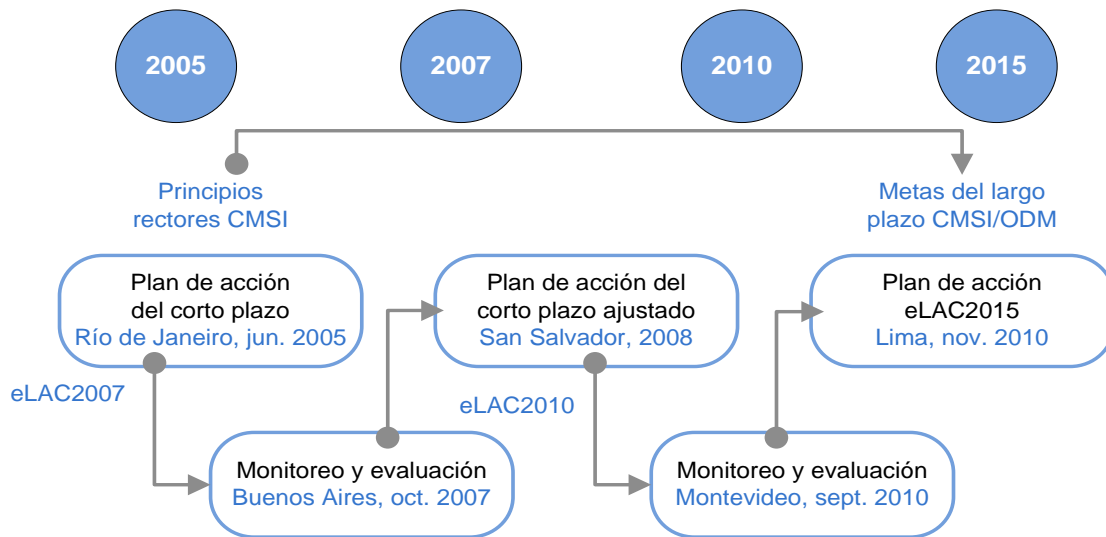 2005
2007
2010
2015
Principios
rectores CMSI
Metas del largo
plazo CMSI/ODM
Plan de acción
del corto plazo
Río de Janeiro, jun. 2005
Plan de acción del
corto plazo ajustado
San Salvador, 2008
Plan de acción
eLAC2015
Lima, nov. 2010
eLAC2007
eLAC2010
Monitoreo y evaluación
Buenos Aires, oct. 2007
Monitoreo y evaluación
Montevideo, sept. 2010